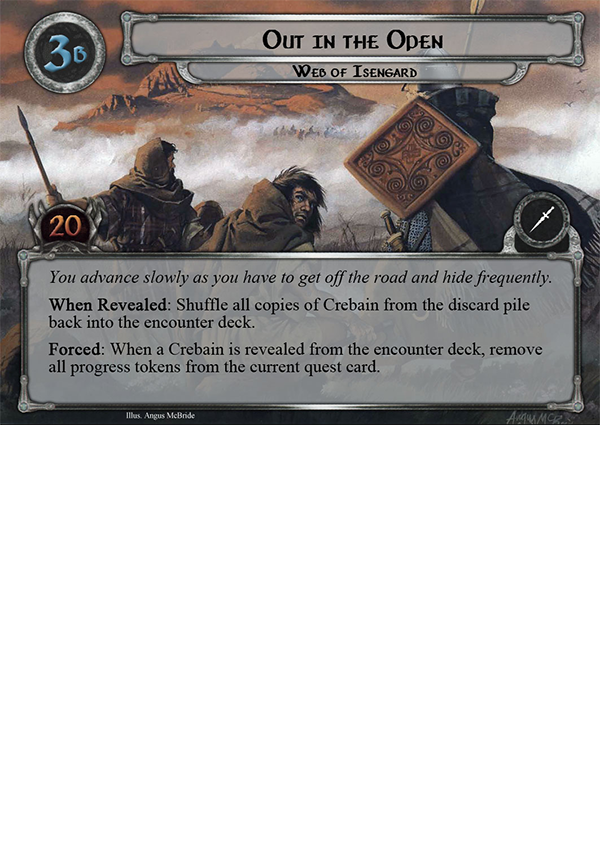 3B
OUT IN THE OPEN
WEB OF ISENGARD
20
You advance slowly as you have to get off the road and hide frequently.
When Revealed: Shuffle all copies of Crebain from the discard pile
back into the encounter deck.
Forced: When a Crebain is revealed from the encounter deck, remove
all progress tokens from the current quest card.
Illus. Angus McBride